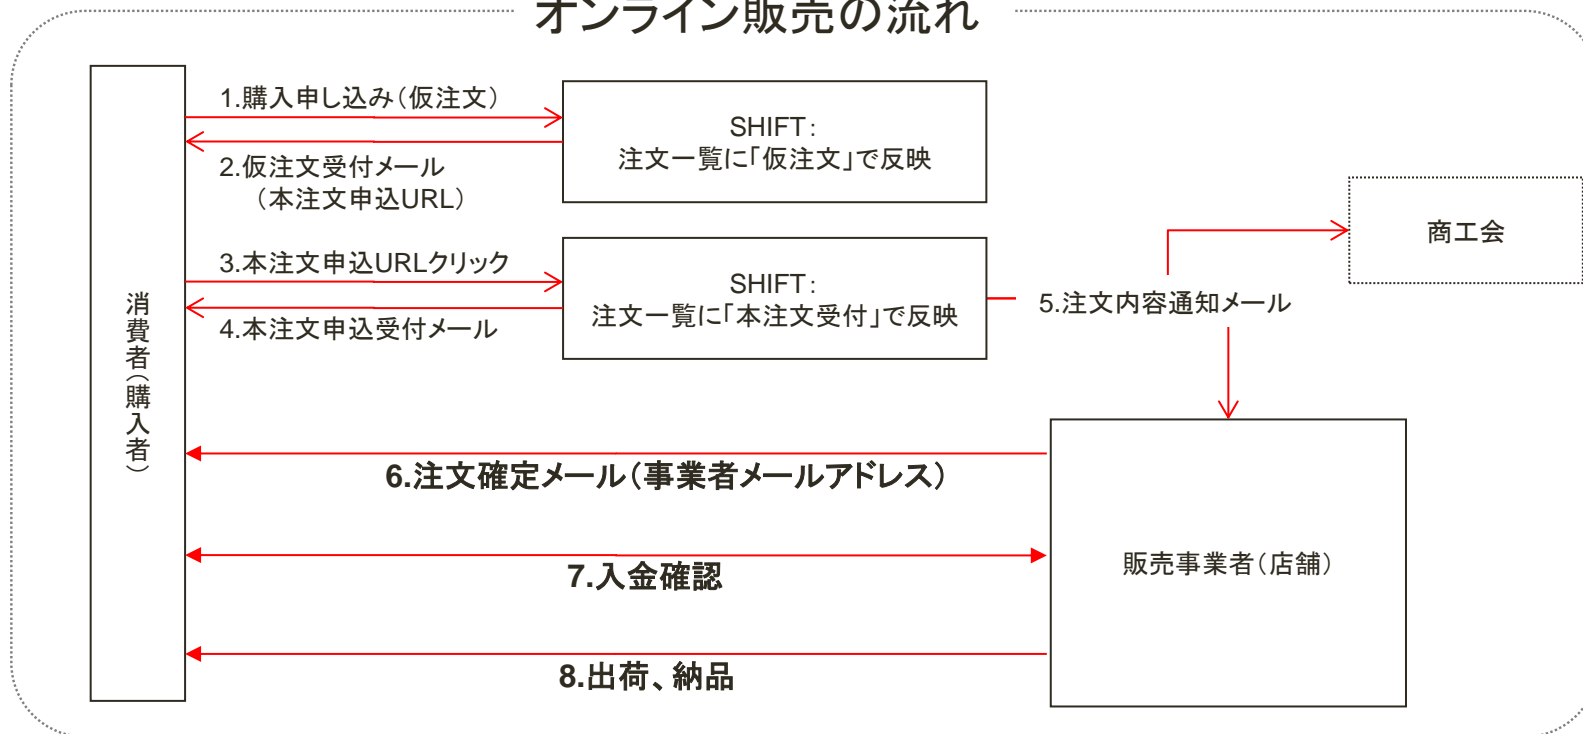 オンライン販売の流れ
1.購入申し込み（仮注文）
SHIFT：
注文一覧に「仮注文」で反映
2.仮注文受付メール
（本注文申込URL）
商工会
3.本注文申込URLクリック
SHIFT：
注文一覧に「本注文受付」で反映
4.本注文申込受付メール
5.注文内容通知メール
消費者（購入者）
6.注文確定メール（事業者メールアドレス）
7.入金確認
販売事業者（店舗）
8.出荷、納品